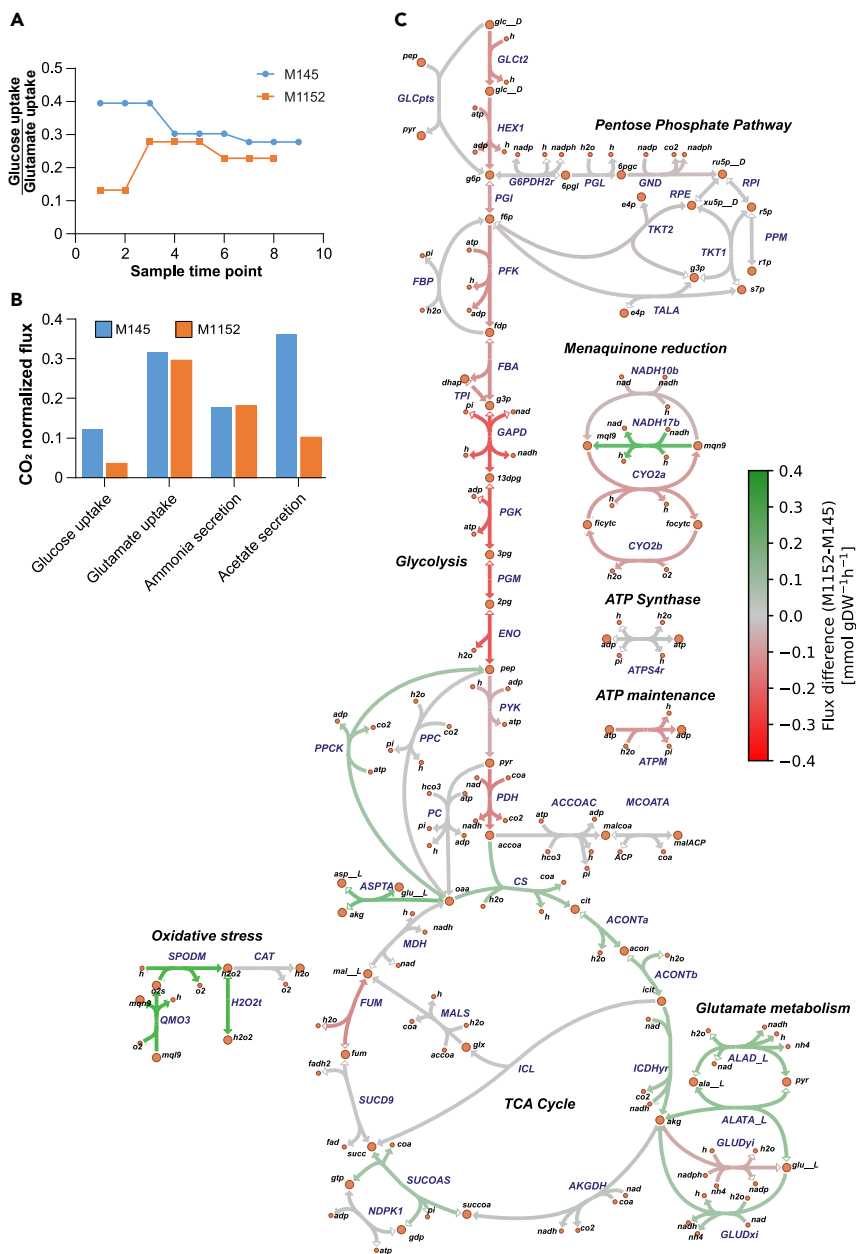 A
Glucose uptake
Glutamate uptake
0.5
0.4
0.3
0.2
0.1
0
0
2
4
6
8
10
Sample time point
M145
M1152
B
CO₂ normalized flux
0.4
0.3
0.2
0.1
0
M145
M1152
Glucose uptake
Glutamate uptake
Ammonia secretion
Acetate secretion
C
glc__D
h
pep
GLCt2
h
glc__D
GLCpts
atp
pyr
HEX1
adp
h
g6p
Pentose Phosphate Pathway
nadp
h
nadph
h2o
h
6pgc
nadp
co2
nadph
ru5p__D
G6PDH2r
6pgl
PGL
GND
RPE
RPI
PGI
e4p
xu5p__D
r5p
f6p
TKT2
TKT1
PPM
pi
atp
g3p
r1p
FBP
h
PFK
s7p
h2o
adp
e4p
TALA
fdp
FBA
dhap
TPI
g3p
pi
nad
GAPD
h
nadh
13dpg
adp
PGK
atp
3pg
Glycolysis
PGM
2pg
ENO
h2o
pep
Menaquinone reduction
NADH10b
nad
nadh
h
nad
NADH17b
nadh
mql9
mqn9
h
h
CYO2a
h
h
ficytc
focytc
CYO2b
h2o
o2
ATP Synthase
h
h2o
adp
atp
pi
h
ATPS4r
ATP maintenance
h
atp
adp
h2o
pi
ATPM
0.4
0.3
0.2
0.1
0.0
−0.1
−0.2
−0.3
−0.4
Flux difference (M1152-M145)
[mmol gDW⁻¹h⁻¹]
h
adp
PYK
atp
h2o
adp
co2
PPCK
PPC
co2
pi
h
atp
pyr
nad
coa
hco3
atp
PDH
PC
pi
nadh
co2
h
adp
accoa
ACCOAC
MCOATA
atp
adp
malcoa
malACP
hco3
h
pi
ACP
coa
asp__L
ASPTA
glu__L
akg
oaa
CS
coa
h2o
h
cit
h
nadh
MDH
nad
mal__L
ACONTa
acon
h2o
h2o
ACONTb
icit
Oxidative stress
SPODM
CAT
h
h2o2
h2o
o2s
o2
o2
mqn9
h
H2O2t
QMO3
o2
h2o2
mql9
FUM
h2o
fum
MALS
h
coa
h2o
accoa
glx
ICL
fadh2
SUCD9
fad
succ
TCA Cycle
nad
ICDHyr
co2
nadh
akg
Glutamate metabolism
h2o
nadh
h
nh4
ALAD_L
nad
ala__L
pyr
ALATA_L
GLUDyi
h
h2o
glu__L
nadph
nh4
nadp
h
h2o
nadh
nad
nh4
GLUDxi
coa
gtp
SUCOAS
succoa
pi
NDPK1
adp
gdp
atp
AKGDH
nad
coa
nadh
co2